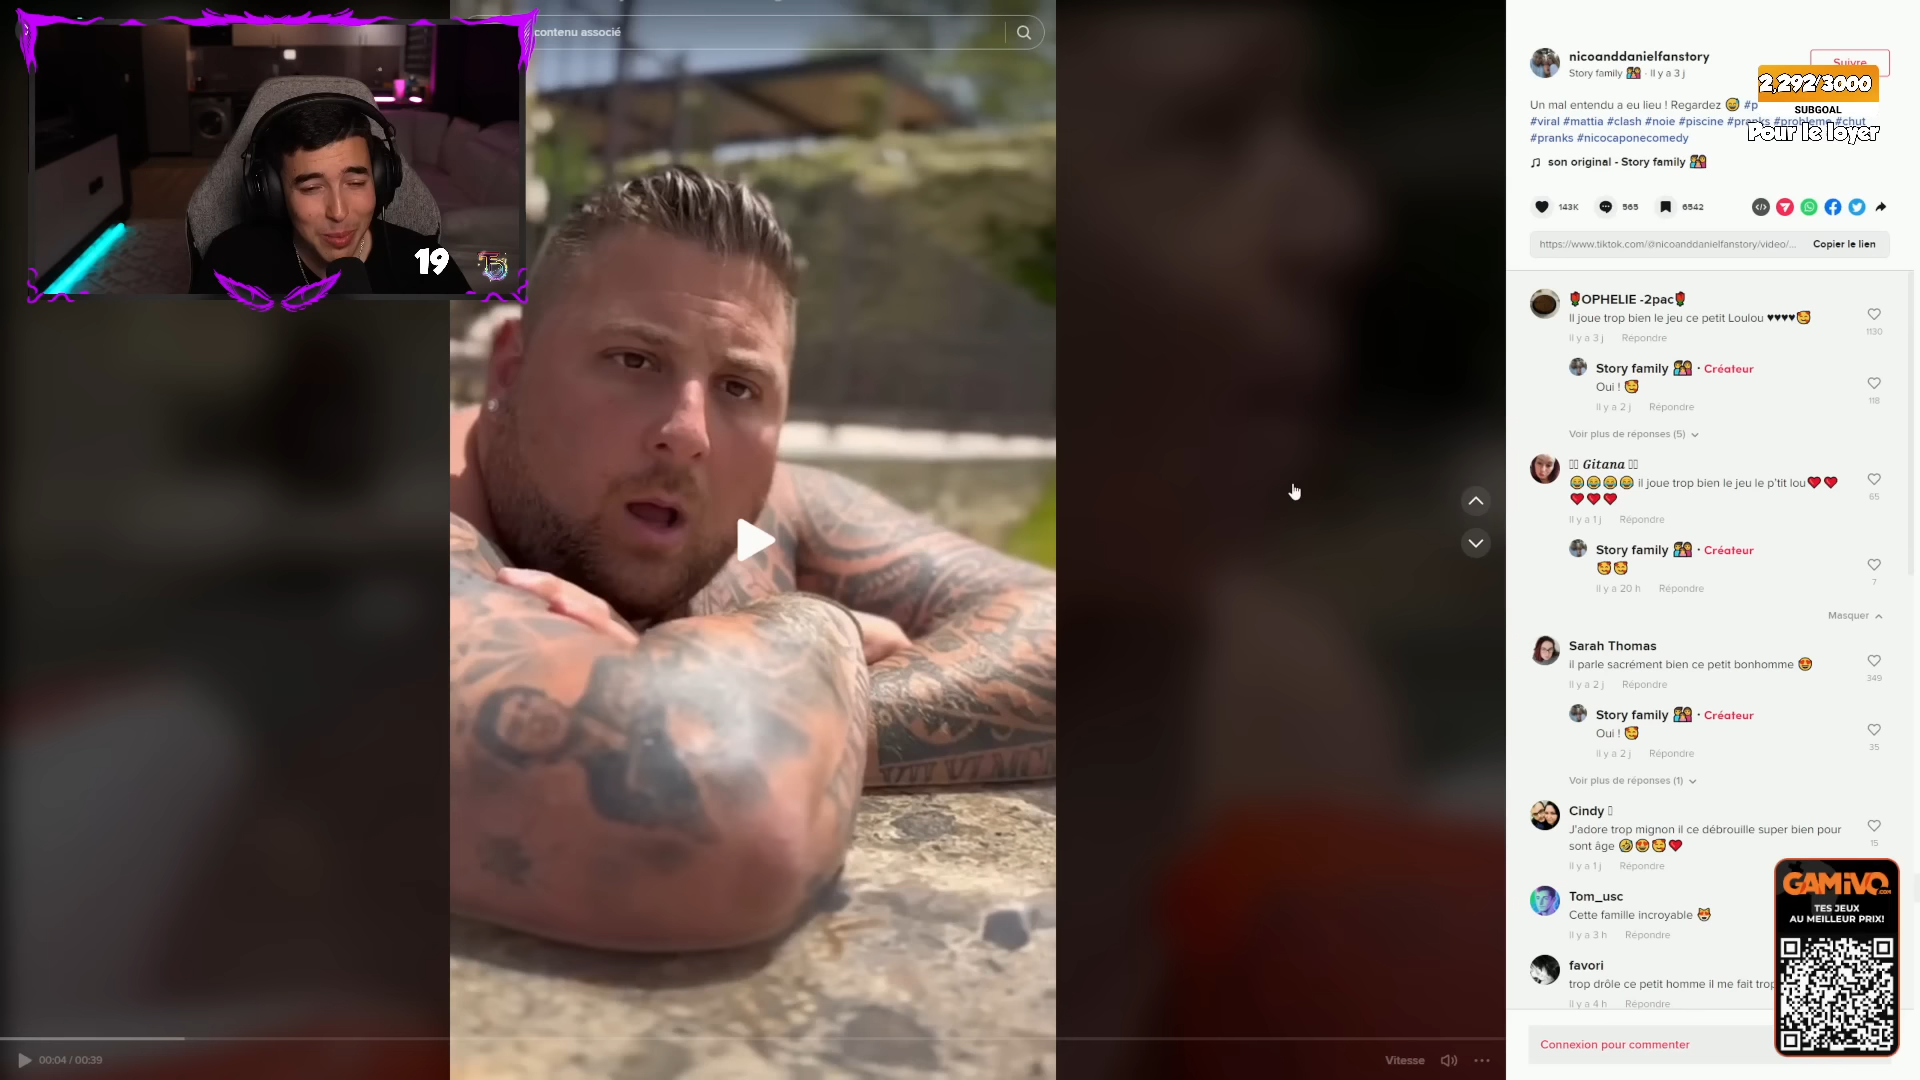 contenu associé
19
nicoanddanielfanstory
Story family · Il y a 3 j
Suivre
2,292/3000
SUBGOAL
Pour le loyer
Un mal entendu a eu lieu ! Regardez 😅 #p
#viral #mattia #clash #noie #piscine #pranks #probleme #chut
#pranks #nicocaponecomedy
son original - Story family
143K
565
6542
https://www.tiktok.com/@nicoanddanielfanstory/video/...
Copier le lien
🌹OPHELIE -2pac🌹
Il joue trop bien le jeu ce petit Loulou ♥♥♥♥🥰
1130
Il y a 3 j Répondre
Story family · Créateur
Oui ! 🥰
118
Il y a 2 j Répondre
Voir plus de réponses (5)
Gitana
😂😂😂😂 il joue trop bien le jeu le p'tit lou❤❤
❤❤❤
65
Il y a 1 j Répondre
Story family · Créateur
🥰🥰
7
Il y a 20 h Répondre
Masquer
Sarah Thomas
il parle sacrément bien ce petit bonhomme 😍
349
Il y a 2 j Répondre
Story family · Créateur
Oui ! 🥰
35
Il y a 2 j Répondre
Voir plus de réponses (1)
Cindy
J'adore trop mignon il ce débrouille super bien pour
sont âge 🤣😍🥰❤
15
Il y a 1 j Répondre
Tom_usc
Cette famille incroyable 😻
Il y a 3 h Répondre
favori
trop drôle ce petit homme il me fait trop
Il y a 4 h Répondre
GAMIVO.COM
TES JEUX
AU MEILLEUR PRIX!
Connexion pour commenter
00:04 / 00:39
Vitesse